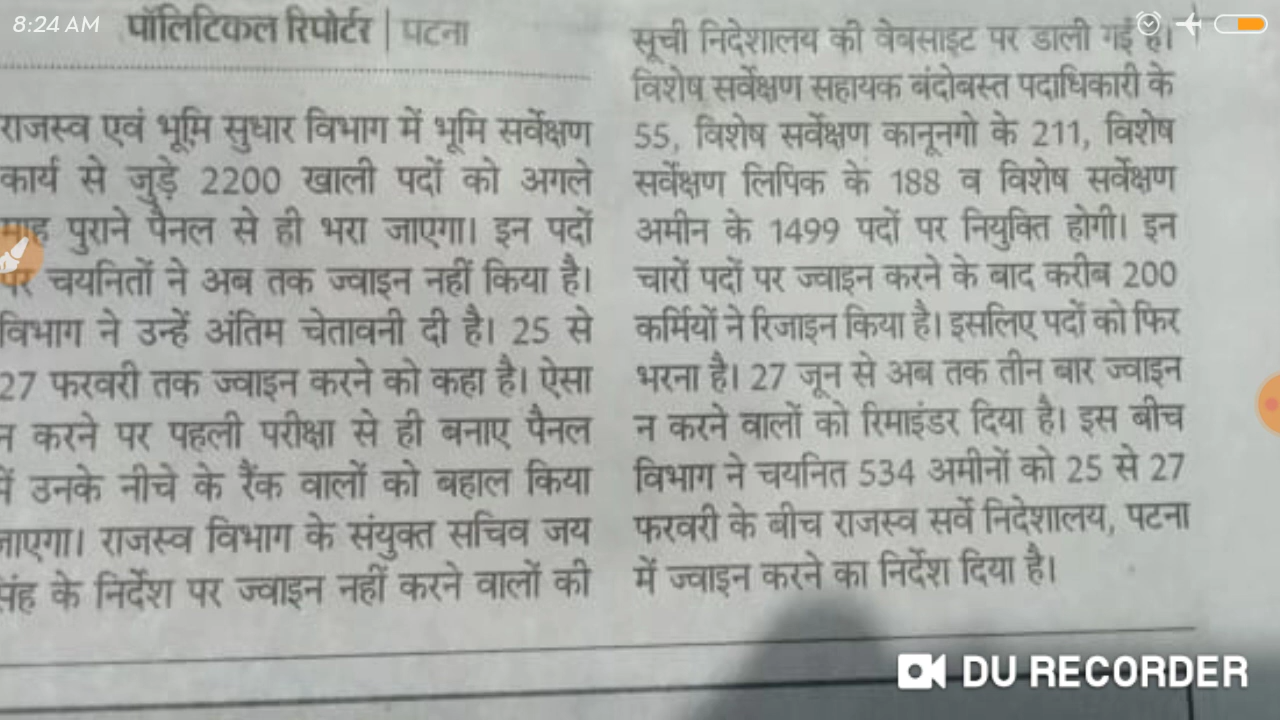 8:24 AM
पॉलिटिकल रिपोर्टर | पटना
राजस्व एवं भूमि सुधार विभाग में भूमि सर्वेक्षण
कार्य से जुड़े 2200 खाली पदों को अगले
माह पुराने पैनल से ही भरा जाएगा। इन पदों
पर चयनितों ने अब तक ज्वाइन नहीं किया है।
विभाग ने उन्हें अंतिम चेतावनी दी है। 25 से
27 फरवरी तक ज्वाइन करने को कहा है। ऐसा
न करने पर पहली परीक्षा से ही बनाए पैनल
में उनके नीचे के रैंक वालों को बहाल किया
जाएगा। राजस्व विभाग के संयुक्त सचिव जय
सिंह के निर्देश पर ज्वाइन नहीं करने वालों की
सूची निदेशालय की वेबसाइट पर डाली गई है।
विशेष सर्वेक्षण सहायक बंदोबस्त पदाधिकारी के
55, विशेष सर्वेक्षण कानूनगो के 211, विशेष
सर्वेक्षण लिपिक के 188 व विशेष सर्वेक्षण
अमीन के 1499 पदों पर नियुक्ति होगी। इन
चारों पदों पर ज्वाइन करने के बाद करीब 200
कर्मियों ने रिजाइन किया है। इसलिए पदों को फिर
भरना है। 27 जून से अब तक तीन बार ज्वाइन
न करने वालों को रिमाइंडर दिया है। इस बीच
विभाग ने चयनित 534 अमीनों को 25 से 27
फरवरी के बीच राजस्व सर्वे निदेशालय, पटना
में ज्वाइन करने का निर्देश दिया है।
DU RECORDER